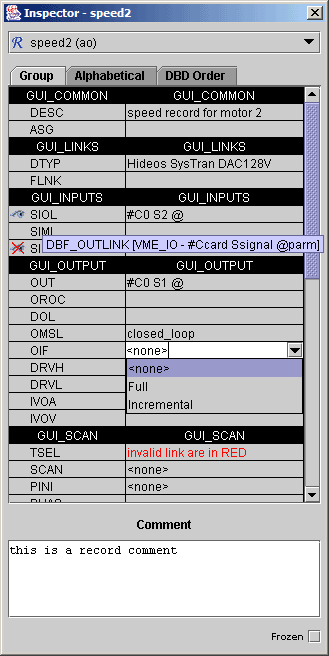 Inspector - speed2
R speed2 (ao)
Group Alphabetical DBD Order
GUI_COMMON GUI_COMMON
DESC speed record for motor 2
ASG
GUI_LINKS GUI_LINKS
DTYP Hideos SysTran DAC128V
FLNK
GUI_INPUTS GUI_INPUTS
SIOL #C0 S2 @
SIML
DBF_OUTLINK [VME_IO - #Ccard Ssignal @parm]
GUI_OUTPUT GUI_OUTPUT
OUT #C0 S1 @
OROC
DOL
OMSL closed_loop
OIF <none>
DRVH <none>
DRVL Full
IVOA Incremental
IVOV
GUI_SCAN GUI_SCAN
TSEL invalid link are in RED
SCAN <none>
PINI <none>
PHAS
Comment
this is a record comment
Frozen